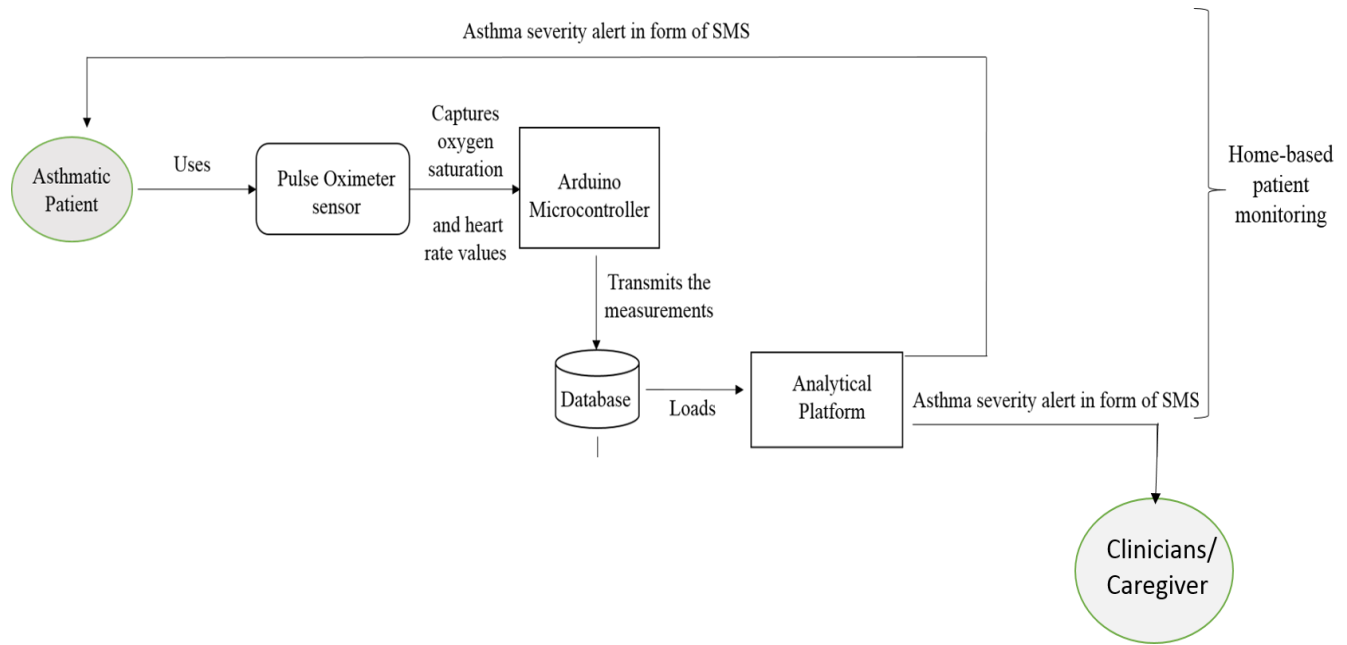 Asthma severity alert in form of SMS
Asthmatic
Patient
Uses
Pulse Oximeter
sensor
Captures
oxygen
saturation
and heart
rate values
Arduino
Microcontroller
Home-based
patient
monitoring
Transmits the
measurements
Database
Loads
Analytical
Platform
Asthma severity alert in form of SMS
Clinicians/
Caregiver